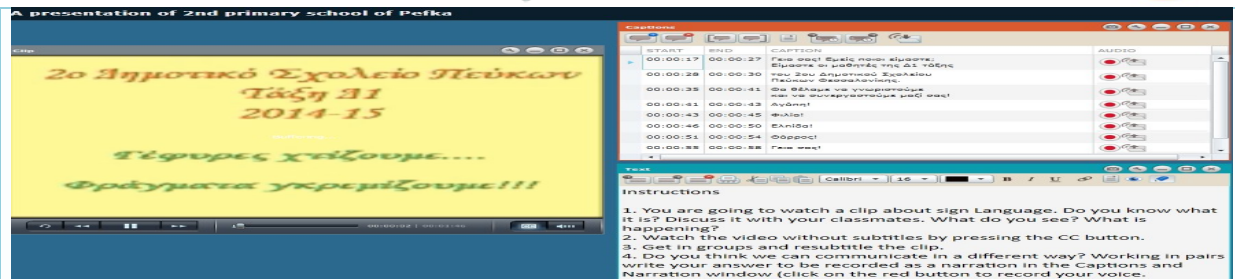 A presentation of 2nd primary school of Pefka
Clip
2ο Δημοτικό Σχολείο Πεύκων
Τάξη Δ1
2014-15
Γέφυρες χτίζουμε....
Φράγματα γκρεμίζουμε!!!
00:00:02 | 00:01:46
Captions
START END CAPTION AUDIO
00:00:17 00:00:27 Γεια σας! Εμείς ποιοι είμαστε;
Είμαστε οι μαθητές της Δ1 τάξης
00:00:28 00:00:30 του 2ου Δημοτικού Σχολείου
Πεύκων Θεσσαλονίκης.
00:00:35 00:00:41 Θα θέλαμε να γνωριστούμε
και να συνεργαστούμε μαζί σας!
00:00:41 00:00:43 Αγάπη!
00:00:43 00:00:45 Φιλία!
00:00:46 00:00:50 Ελπίδα!
00:00:51 00:00:54 Θάρρος!
00:00:55 00:00:58 Γεια σας!
Text
Calibri 16 B I U
Instructions
1. You are going to watch a clip about sign Language. Do you know what
it is? Discuss it with your classmates. What do you see? What is
happening?
2. Watch the video without subtitles by pressing the CC button.
3. Get in groups and resubtitle the clip.
4. Do you think we can communicate in a different way? Working in pairs
write your answer to be recorded as a narration in the Captions and
Narration window (click on the red button to record your voice.